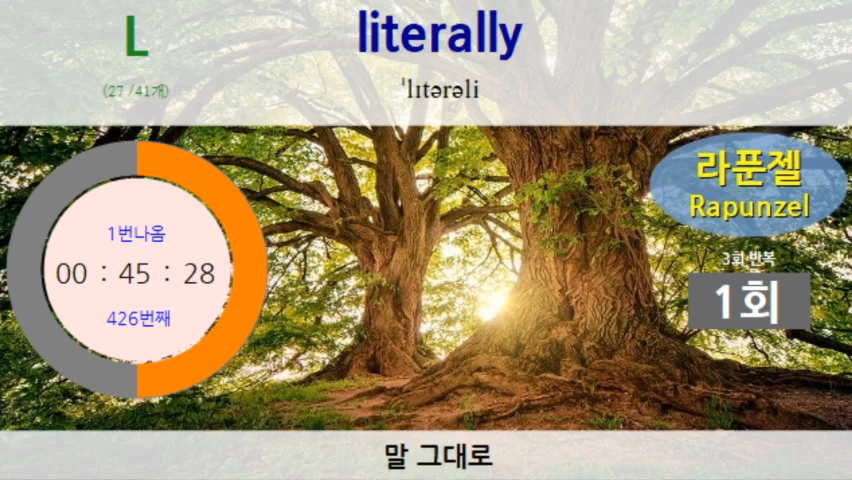 L
literally
(27 /41개)
ˈlɪtərəli
라푼젤
Rapunzel
1번나옴
00 : 45 : 28
426번째
3회 반복
1회
말 그대로